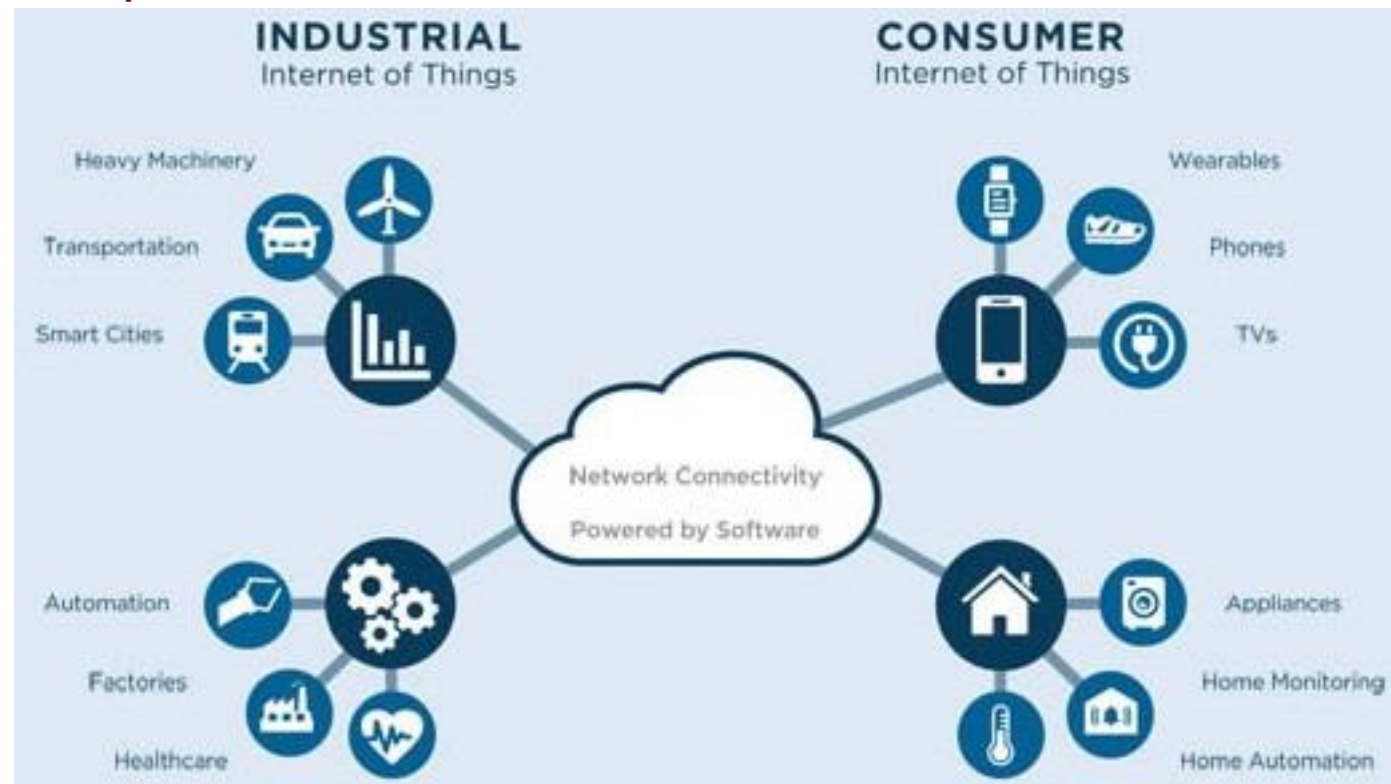 INDUSTRIAL
Internet of Things
CONSUMER
Internet of Things
Heavy Machinery
Transportation
Smart Cities
Wearables
Phones
TVs
Network Connectivity
Powered by Software
Automation
Factories
Healthcare
Appliances
Home Monitoring
Home Automation